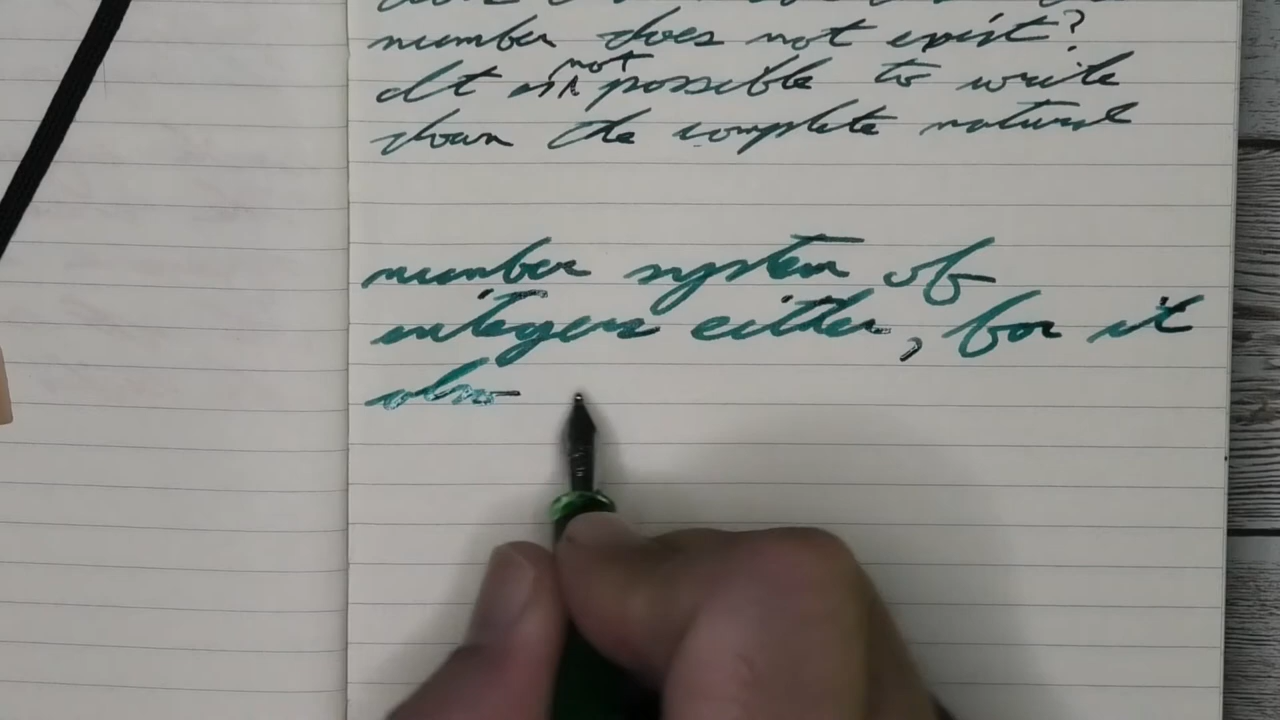 number does not exist?
It is not possible to write
down the complete natural
number system of
integers either, for it
also